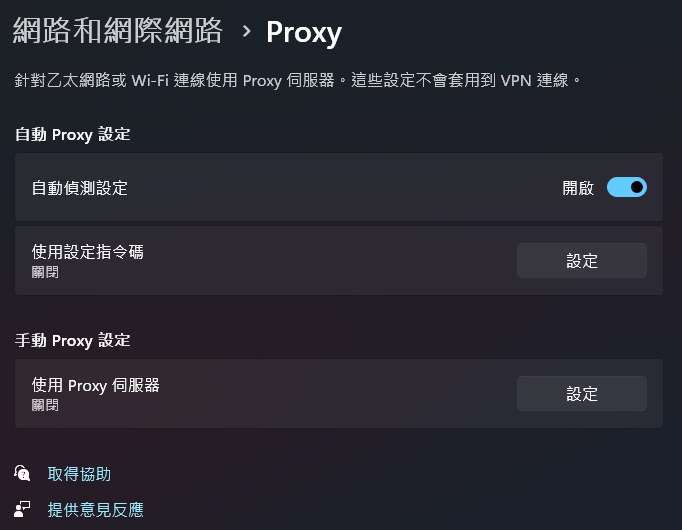 網路和網際網路 › Proxy
針對乙太網路或 Wi-Fi 連線使用 Proxy 伺服器。這些設定不會套用到 VPN 連線。
自動 Proxy 設定
自動偵測設定 開啟
使用設定指令碼
關閉
設定
手動 Proxy 設定
使用 Proxy 伺服器
關閉
設定
取得協助
提供意見反應